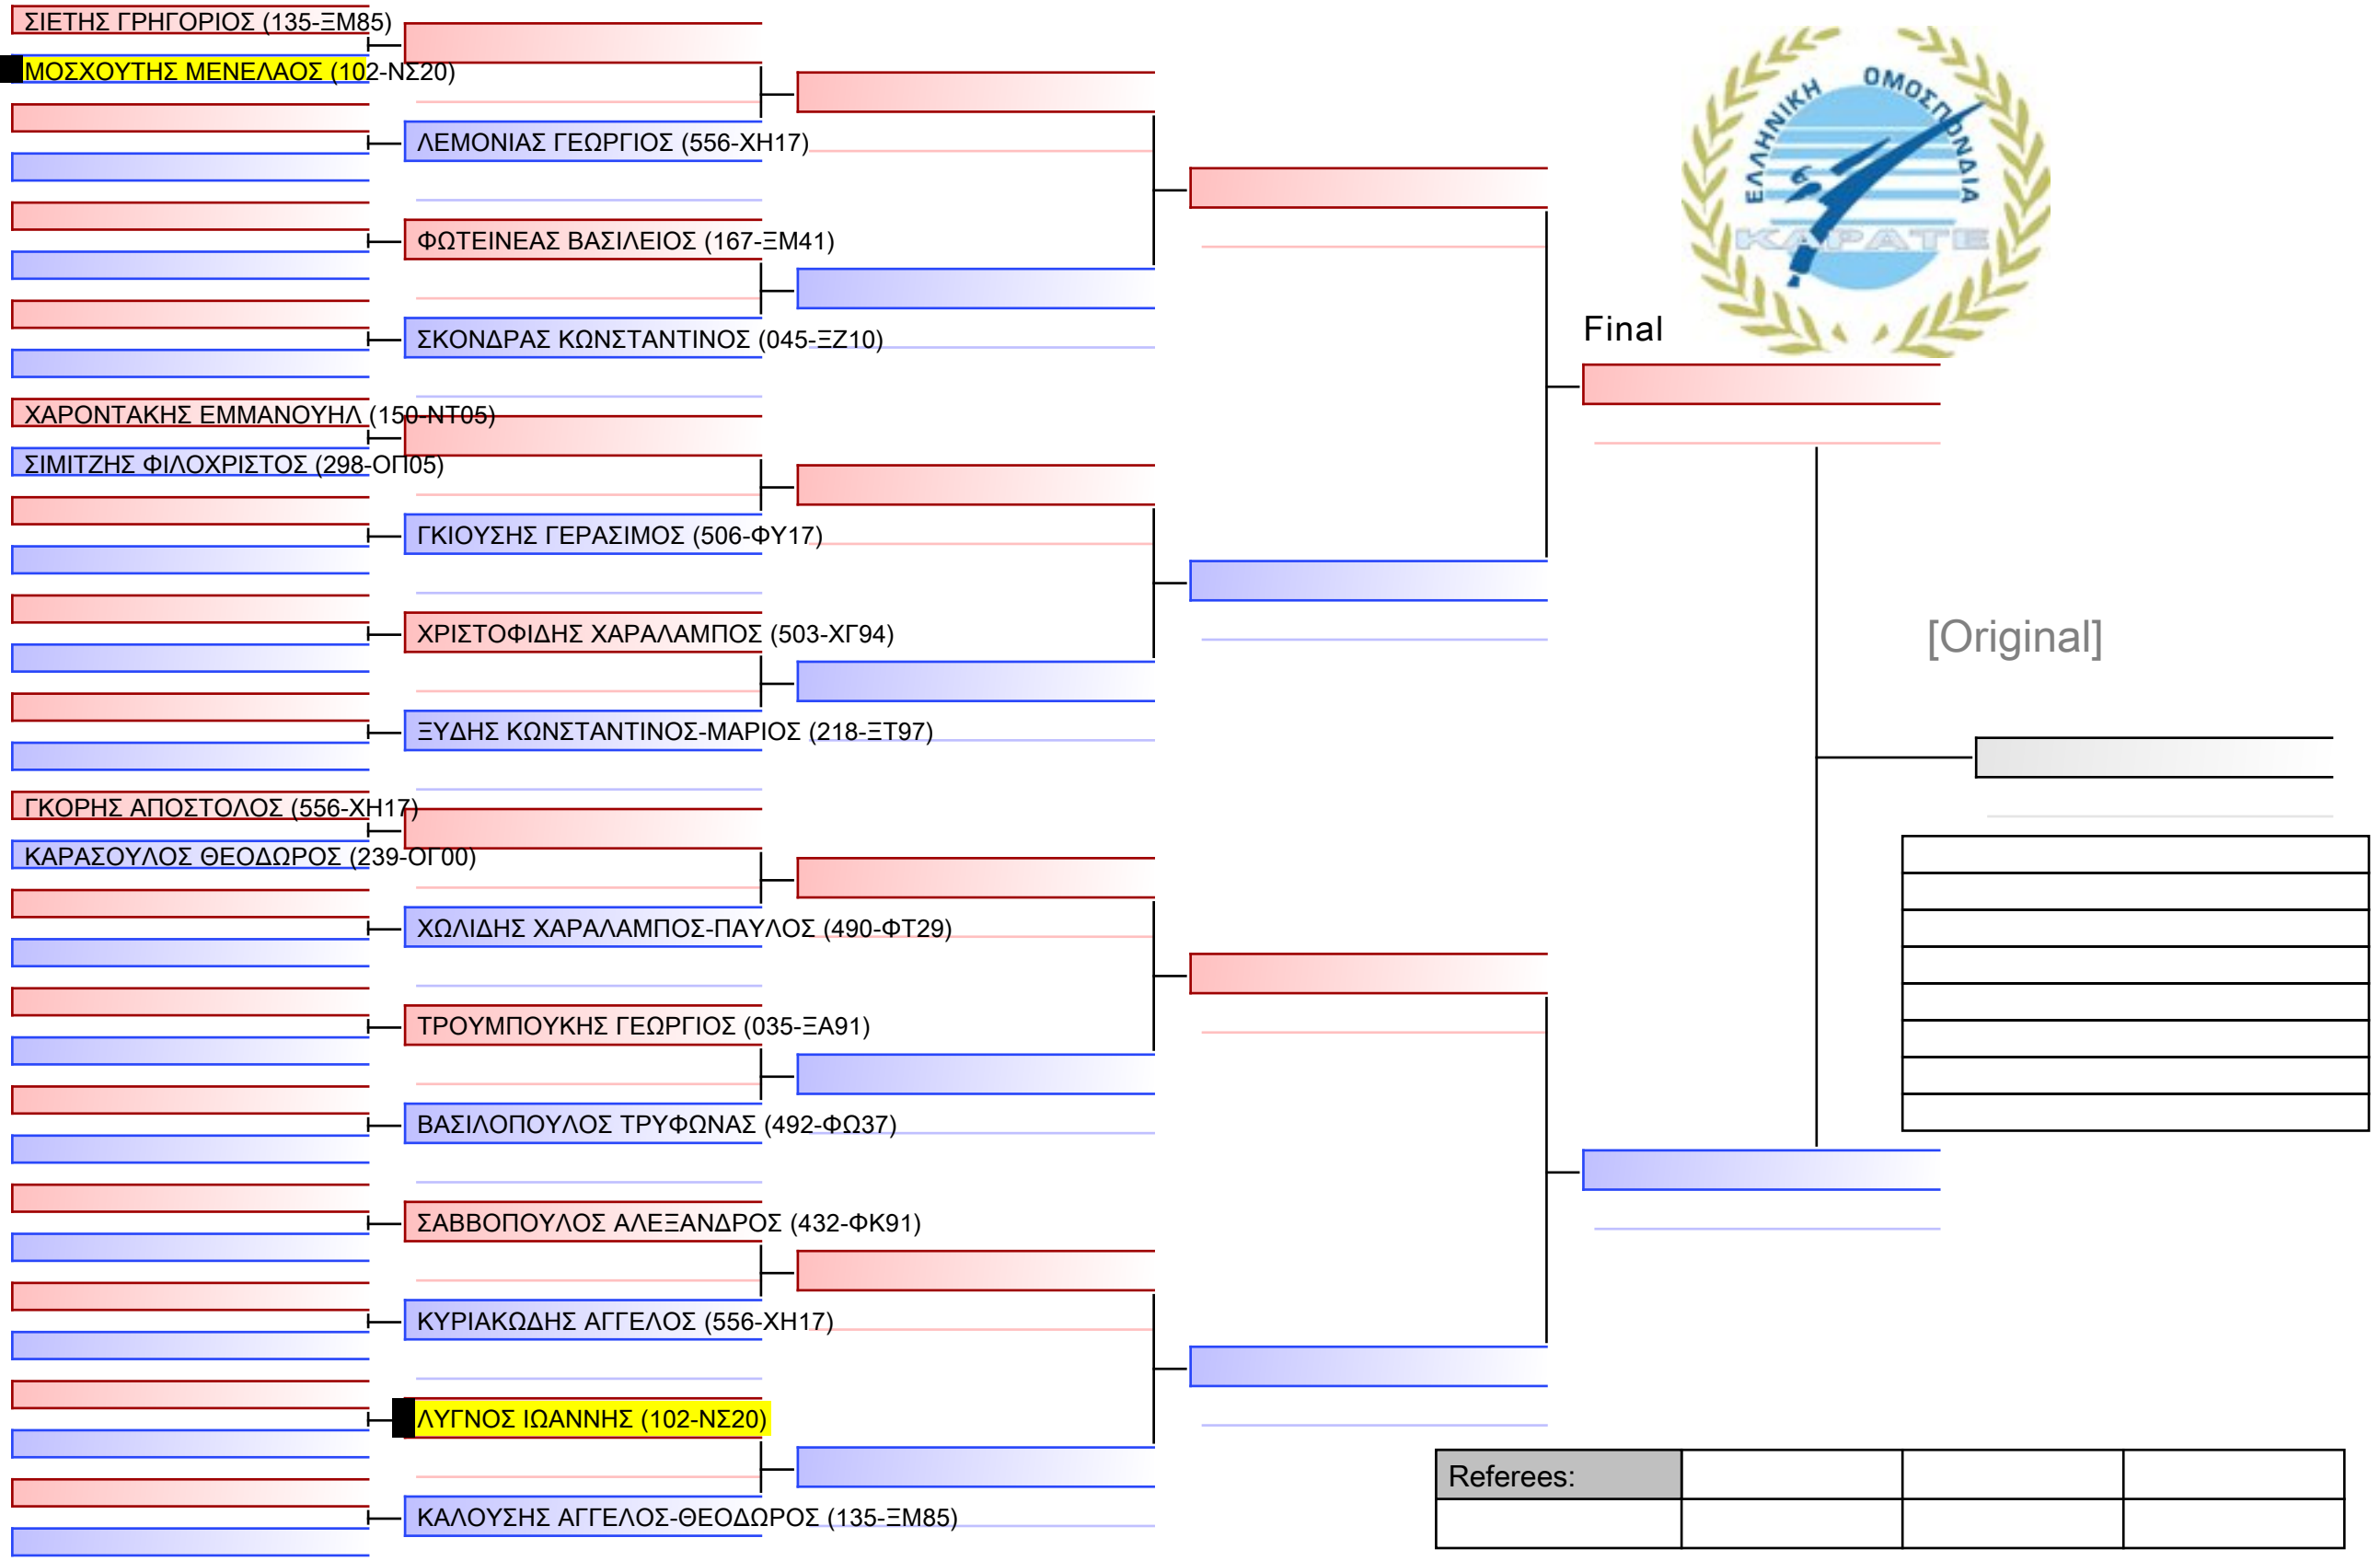 ΣΙΕΤΗΣ ΓΡΗΓΟΡΙΟΣ (135-ΞΜ85)
ΜΟΣΧΟΥΤΗΣ ΜΕΝΕΛΑΟΣ (102-ΝΣ20)
ΛΕΜΟΝΙΑΣ ΓΕΩΡΓΙΟΣ (556-ΧΗ17)
ΦΩΤΕΙΝΕΑΣ ΒΑΣΙΛΕΙΟΣ (167-ΞΜ41)
ΣΚΟΝΔΡΑΣ ΚΩΝΣΤΑΝΤΙΝΟΣ (045-ΞΖ10)
ΧΑΡΟΝΤΑΚΗΣ ΕΜΜΑΝΟΥΗΛ (150-ΝΤ05)
ΣΙΜΙΤΖΗΣ ΦΙΛΟΧΡΙΣΤΟΣ (298-ΟΠ05)
ΓΚΙΟΥΣΗΣ ΓΕΡΑΣΙΜΟΣ (506-ΦΥ17)
ΧΡΙΣΤΟΦΙΔΗΣ ΧΑΡΑΛΑΜΠΟΣ (503-ΧΓ94)
ΞΥΔΗΣ ΚΩΝΣΤΑΝΤΙΝΟΣ-ΜΑΡΙΟΣ (218-ΞΤ97)
ΓΚΟΡΗΣ ΑΠΟΣΤΟΛΟΣ (556-ΧΗ17)
ΚΑΡΑΣΟΥΛΟΣ ΘΕΟΔΩΡΟΣ (239-ΟΓ00)
ΧΩΛΙΔΗΣ ΧΑΡΑΛΑΜΠΟΣ-ΠΑΥΛΟΣ (490-ΦΤ29)
ΤΡΟΥΜΠΟΥΚΗΣ ΓΕΩΡΓΙΟΣ (035-ΞΑ91)
ΒΑΣΙΛΟΠΟΥΛΟΣ ΤΡΥΦΩΝΑΣ (492-ΦΩ37)
ΣΑΒΒΟΠΟΥΛΟΣ ΑΛΕΞΑΝΔΡΟΣ (432-ΦΚ91)
ΚΥΡΙΑΚΩΔΗΣ ΑΓΓΕΛΟΣ (556-ΧΗ17)
ΛΥΓΝΟΣ ΙΩΑΝΝΗΣ (102-ΝΣ20)
ΚΑΛΟΥΣΗΣ ΑΓΓΕΛΟΣ-ΘΕΟΔΩΡΟΣ (135-ΞΜ85)
ΕΛΛΗΝΙΚΗ ΟΜΟΣΠΟΝΔΙΑ
ΚΑΡΑΤΕ
Final
[Original]
Referees: